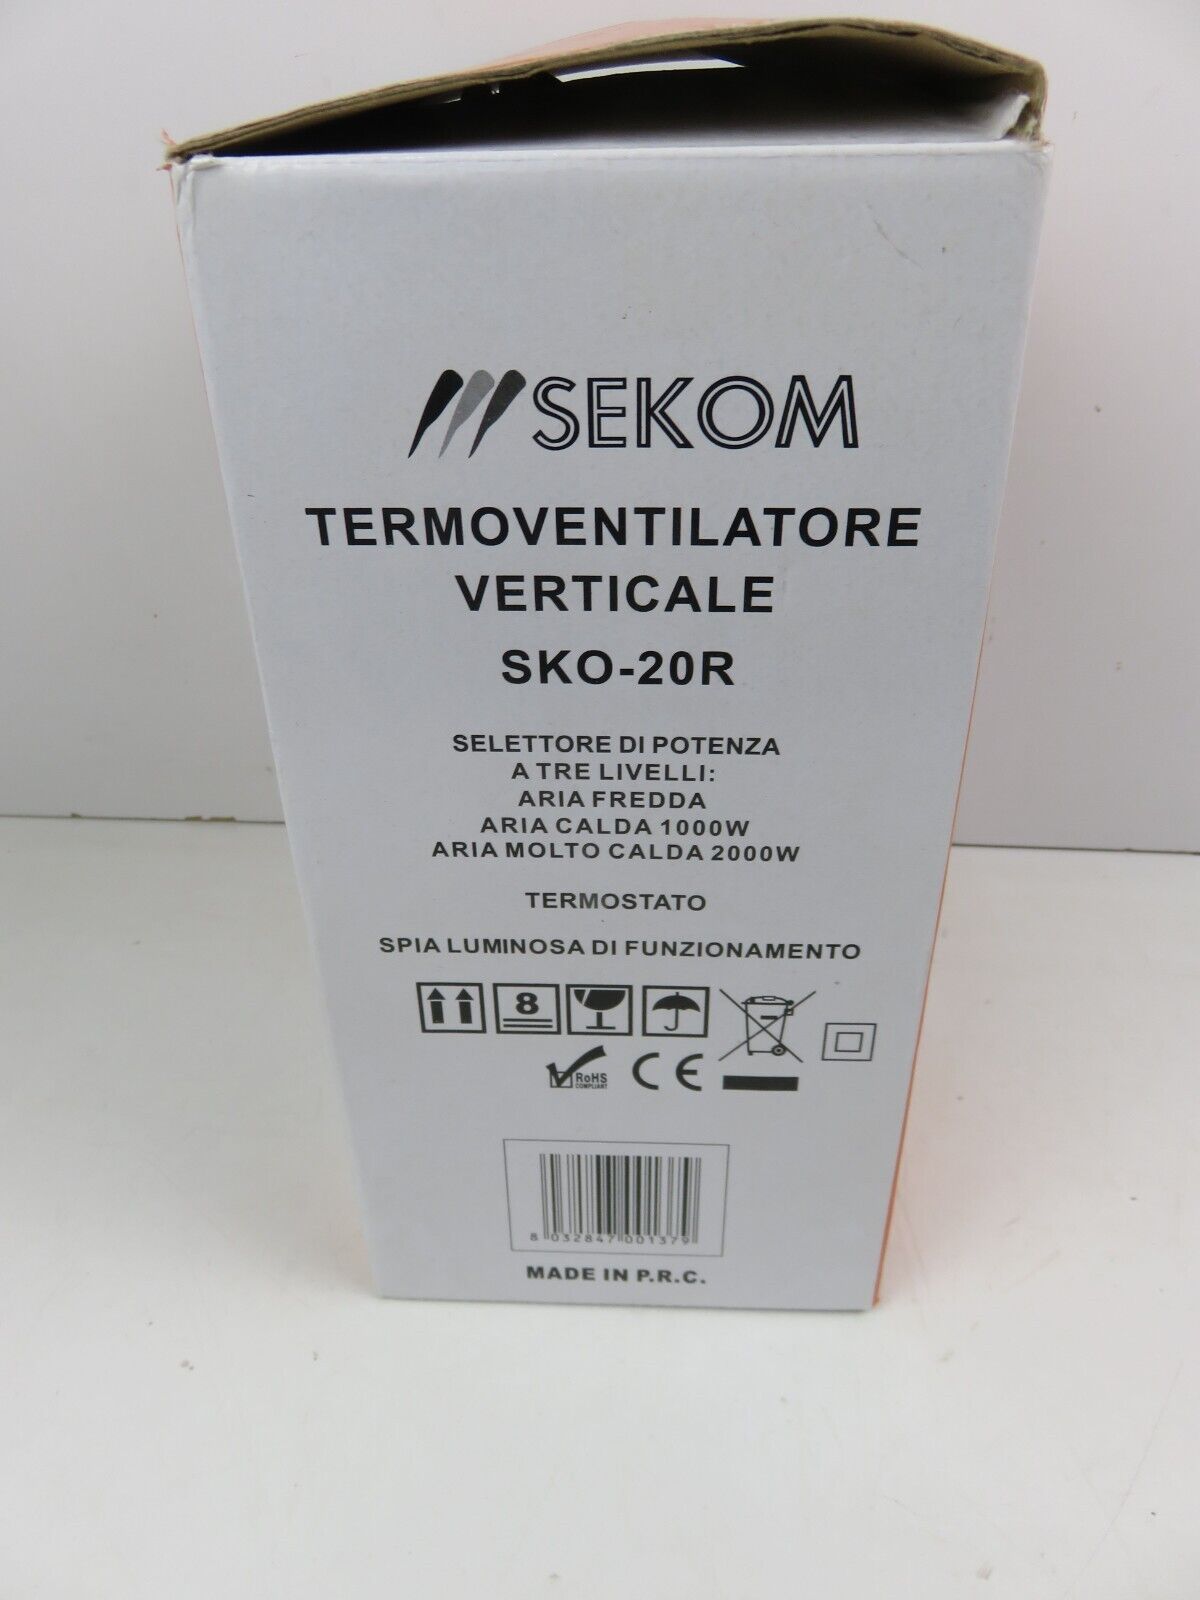 SEKOM
TERMOVENTILATORE
VERTICALE
SKO-20R
SELETTORE DI POTENZA
A TRE LIVELLI:
ARIA FREDDA
ARIA CALDA 1000W
ARIA MOLTO CALDA 2000W
TERMOSTATO
SPIA LUMINOSA DI FUNZIONAMENTO
8
RoHS
COMPLIANT
CE
8 032847 001379
MADE IN P.R.C.